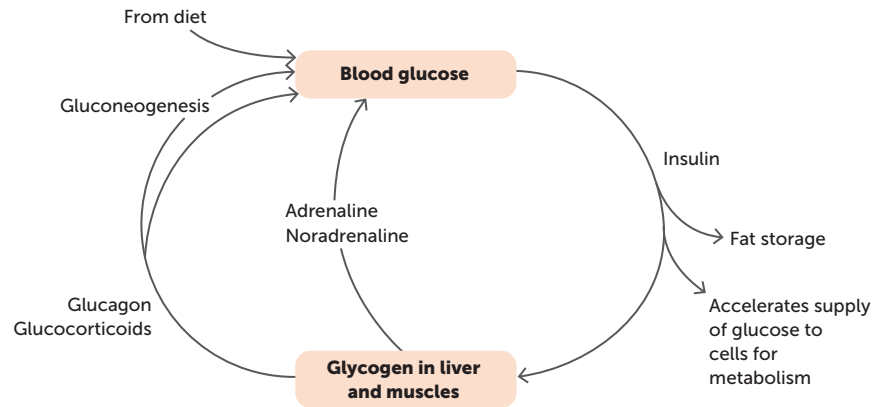 From diet
Blood glucose
Gluconeogenesis
Insulin
Adrenaline
Noradrenaline
Fat storage
Glucagon
Glucocorticoids
Accelerates supply
of glucose to
cells for
metabolism
Glycogen in liver
and muscles